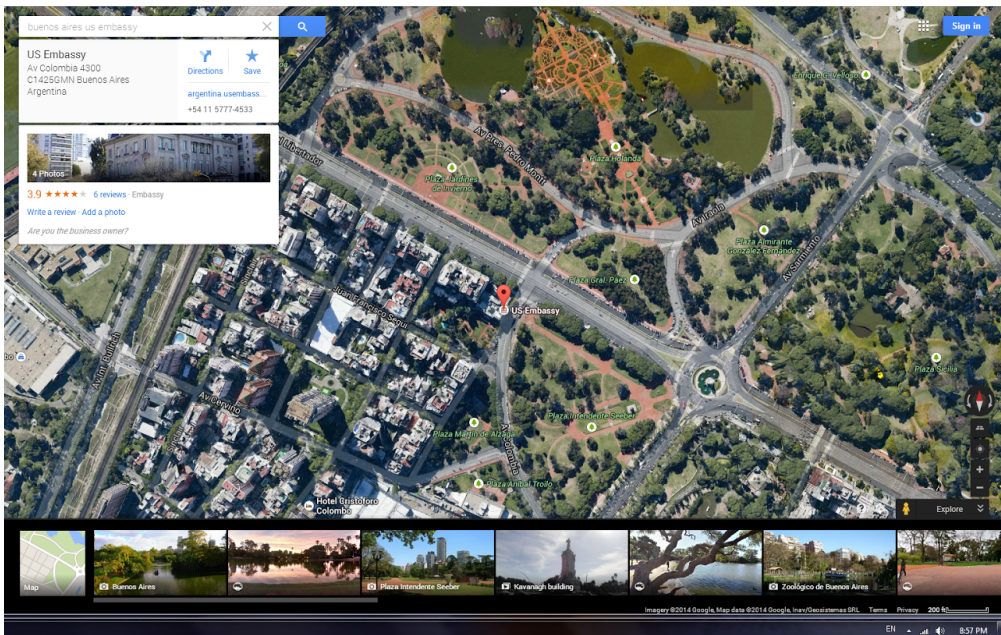 buenos aires us embassy
Sign in
US Embassy
Av Colombia 4300
C1425GMN Buenos Aires
Argentina
Directions
Save
argentina.usembass...
+54 11 5777-4533
4 Photos
3.9
6 reviews · Embassy
Write a review · Add a photo
Are you the business owner?
Enrique G. Velloso
Libertador
Av Pres. Pedro Montt
Plaza Holanda
Plaza Jardines
de Invierno
Av Iraola
Plaza Almirante
González Fernández
Av Sarmiento
Plaza Gral. Paez
Juan Francisco Seguí
US Embassy
Av Int. Bullrich
Plaza Sicilia
Av Cerviño
Plaza Intendente Seeber
Plaza Martín de Alzaga
Av Colombia
Plaza Anibal Troilo
Hotel Cristóforo
Colombo
Explore
Map
Buenos Aires
Plaza Intendente Seeber
Kavanagh building
Zoológico de Buenos Aires
Imagery ©2014 Google, Map data ©2014 Google, Inav/Geosistemas SRL
Terms
Privacy
200 ft
EN
8:57 PM